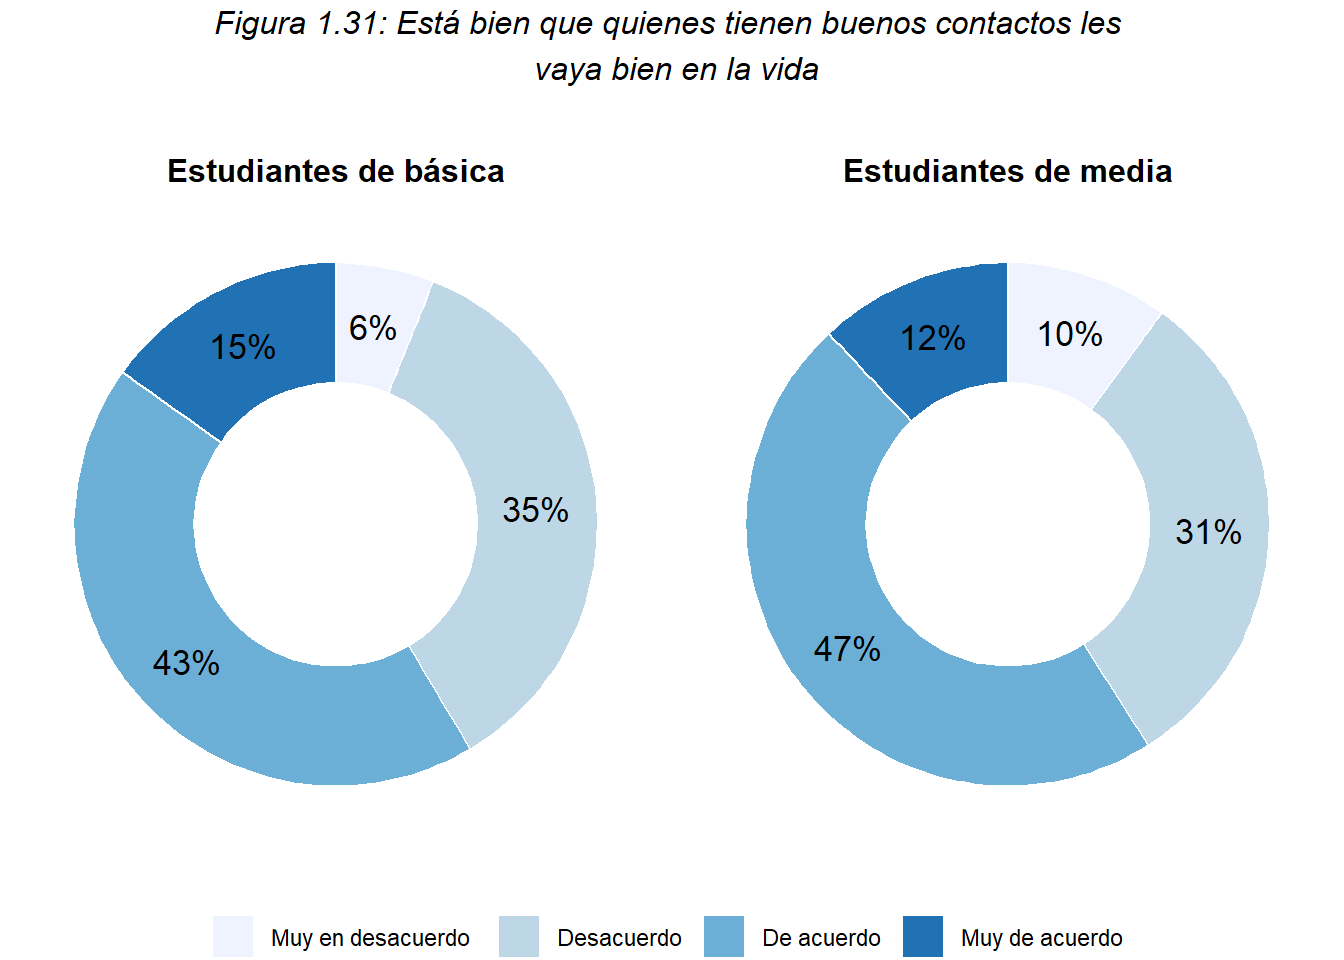 Figura 1.31: Está bien que quienes tienen buenos contactos les
vaya bien en la vida
Estudiantes de básica
6%
15%
35%
43%
Estudiantes de media
10%
12%
31%
47%
Muy en desacuerdo
Desacuerdo
De acuerdo
Muy de acuerdo